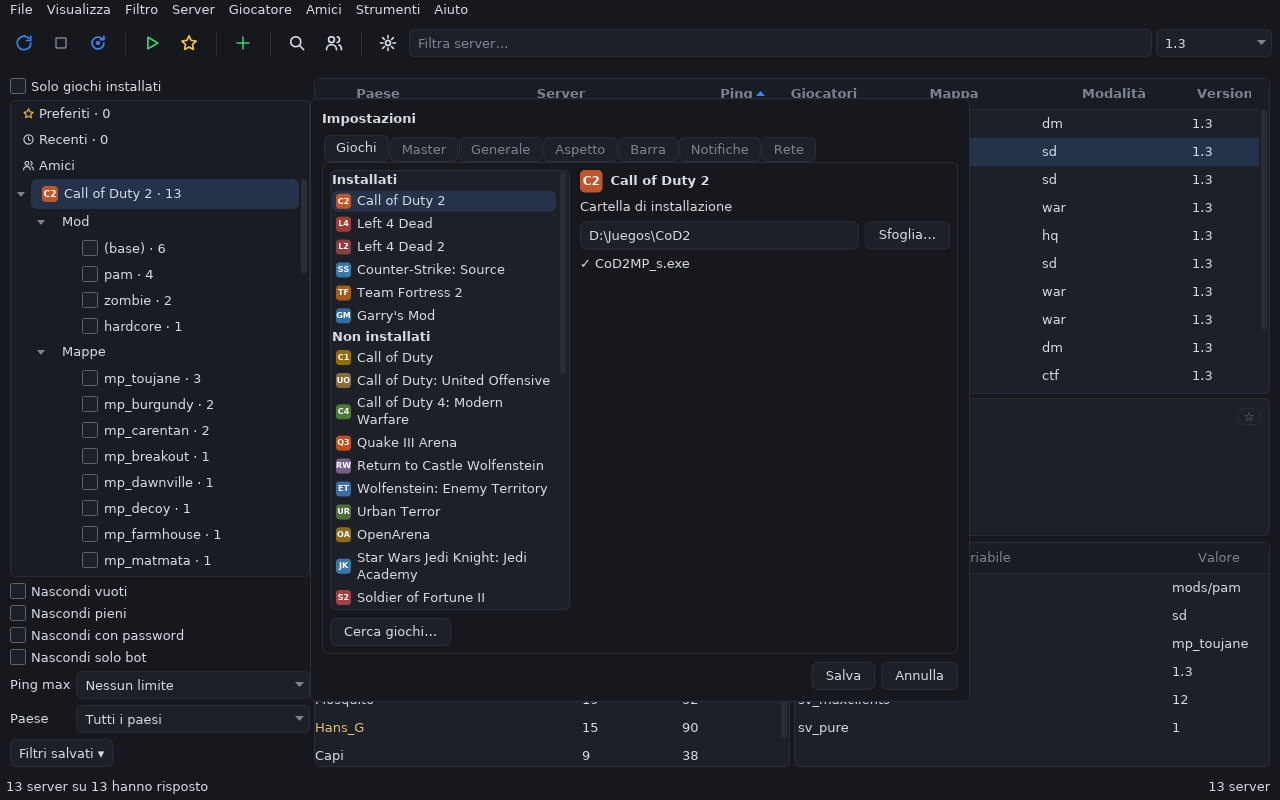 File Visualizza Filtro Server Giocatore Amici Strumenti Aiuto
Filtra server...
1.3
Solo giochi installati
Preferiti · 0
Recenti · 0
Amici
C2 Call of Duty 2 · 13
Mod
(base) · 6
pam · 4
zombie · 2
hardcore · 1
Mappe
mp_toujane · 3
mp_burgundy · 2
mp_carentan · 2
mp_breakout · 1
mp_dawnville · 1
mp_decoy · 1
mp_farmhouse · 1
mp_matmata · 1
Nascondi vuoti
Nascondi pieni
Nascondi con password
Nascondi solo bot
Ping max Nessun limite
Paese Tutti i paesi
Filtri salvati ▾
Paese Server Ping Giocatori Mappa Modalità Version
dm 1.3
sd 1.3
sd 1.3
war 1.3
hq 1.3
sd 1.3
war 1.3
war 1.3
dm 1.3
ctf 1.3
Impostazioni
Giochi Master Generale Aspetto Barra Notifiche Rete
Installati
C2 Call of Duty 2
L4 Left 4 Dead
L2 Left 4 Dead 2
SS Counter-Strike: Source
TF Team Fortress 2
GM Garry's Mod
Non installati
C1 Call of Duty
UO Call of Duty: United Offensive
C4 Call of Duty 4: Modern
Warfare
Q3 Quake III Arena
RW Return to Castle Wolfenstein
ET Wolfenstein: Enemy Territory
UR Urban Terror
OA OpenArena
JK Star Wars Jedi Knight: Jedi
Academy
S2 Soldier of Fortune II
Cerca giochi...
C2 Call of Duty 2
Cartella di installazione
D:\Juegos\CoD2
Sfoglia...
✓ CoD2MP_s.exe
Salva Annulla
☆
riabile Valore
mods/pam
sd
mp_toujane
1.3
sv_maxclients 12
sv_pure 1
Hans_G 15 90
Capi 9 38
13 server su 13 hanno risposto
13 server